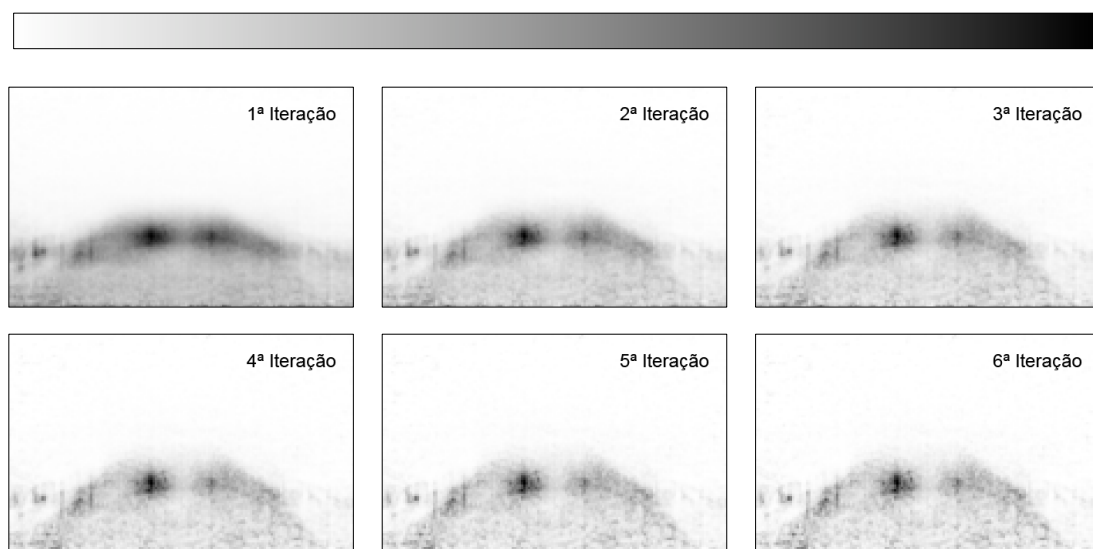 1ª Iteração
2ª Iteração
3ª Iteração
4ª Iteração
5ª Iteração
6ª Iteração